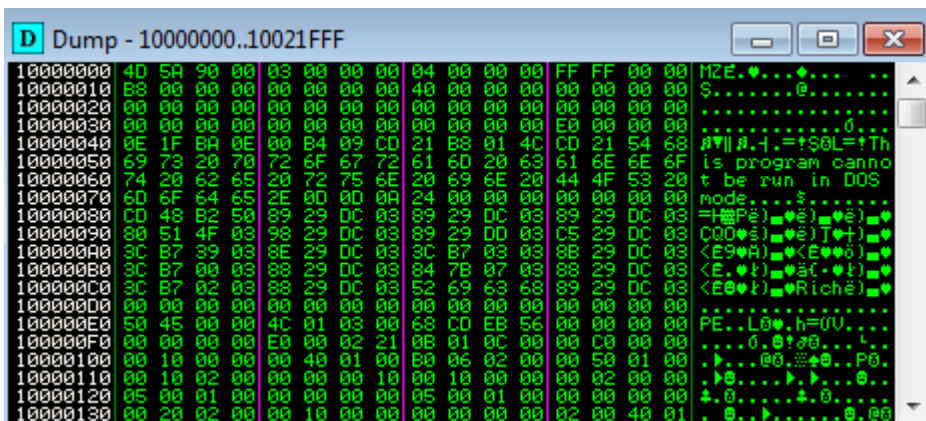 D Dump - 10000000..10021FFF
10000000 4D 5A 90 00 03 00 00 00 04 00 00 00 FF FF 00 00
10000010 B8 00 00 00 00 00 00 00 40 00 00 00 00 00 00 00
10000020 00 00 00 00 00 00 00 00 00 00 00 00 00 00 00 00 ................
10000030 00 00 00 00 00 00 00 00 00 00 00 00 E0 00 00 00
10000040 0E 1F BA 0E 00 B4 09 CD 21 B8 01 4C CD 21 54 68
10000050 69 73 20 70 72 6F 67 72 61 6D 20 63 61 6E 6E 6F is program canno
10000060 74 20 62 65 20 72 75 6E 20 69 6E 20 44 4F 53 20 t be run in DOS
10000070 6D 6F 64 65 2E 0D 0D 0A 24 00 00 00 00 00 00 00 mode....$.......
10000080 CD 48 B2 50 89 29 DC 03 89 29 DC 03 89 29 DC 03
10000090 80 51 4F 03 98 29 DC 03 89 29 DD 03 C5 29 DC 03
100000A0 3C B7 39 03 8E 29 DC 03 3C B7 03 03 8B 29 DC 03
100000B0 3C B7 00 03 88 29 DC 03 84 7B 07 03 88 29 DC 03
100000C0 3C B7 02 03 88 29 DC 03 52 69 63 68 89 29 DC 03
100000D0 00 00 00 00 00 00 00 00 00 00 00 00 00 00 00 00 ................
100000E0 50 45 00 00 4C 01 03 00 68 CD EB 56 00 00 00 00
100000F0 00 00 00 00 E0 00 02 21 0B 01 0C 00 00 C0 00 00
10000100 00 10 00 00 00 40 01 00 B0 06 02 00 00 50 01 00
10000110 00 10 02 00 00 00 00 10 00 10 00 00 00 02 00 00
10000120 05 00 01 00 00 00 00 00 05 00 01 00 00 00 00 00
10000130 00 20 02 00 00 10 00 00 00 00 00 00 02 00 40 01